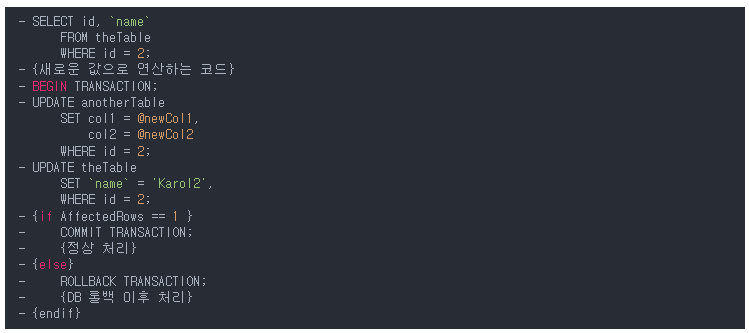 - SELECT id, `name`
FROM theTable
WHERE id = 2;
- {새로운 값으로 연산하는 코드}
- BEGIN TRANSACTION;
- UPDATE anotherTable
SET col1 = @newCol1,
col2 = @newCol2
WHERE id = 2;
- UPDATE theTable
SET `name` = 'Karol2',
WHERE id = 2;
- {if AffectedRows == 1 }
- COMMIT TRANSACTION;
- {정상 처리}
- {else}
- ROLLBACK TRANSACTION;
- {DB 롤백 이후 처리}
- {endif}